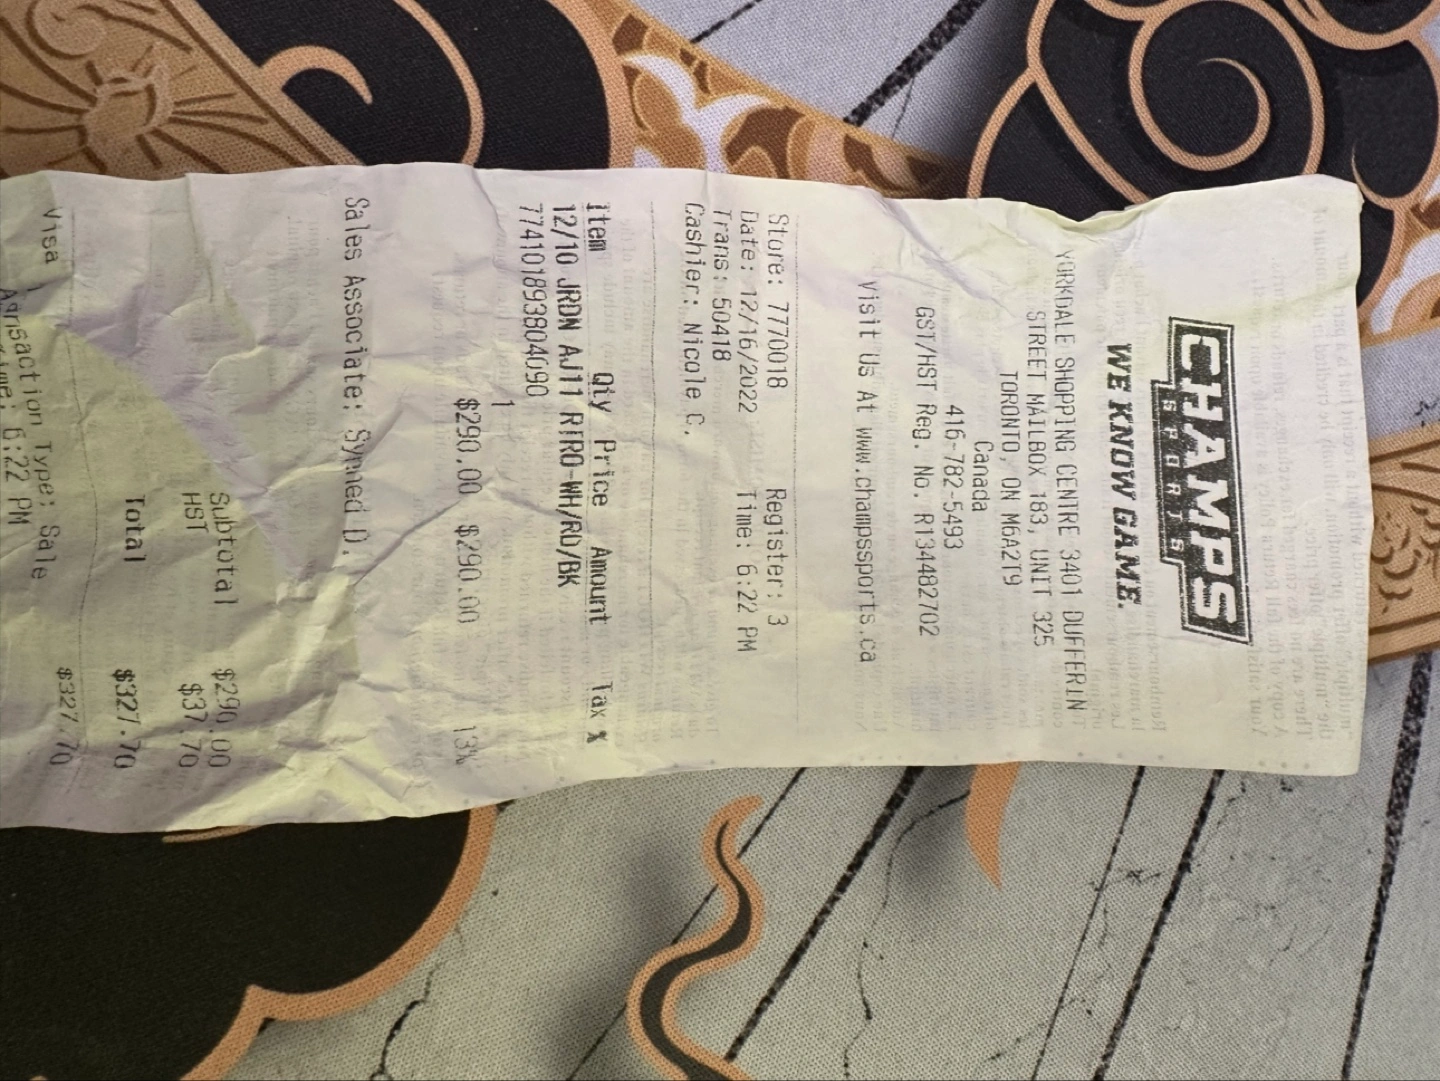 CHAMPS
SPORTS
WE KNOW GAME.
YORKDALE SHOPPING CENTRE 3401 DUFFERIN
STREET MAILBOX 183, UNIT 325
TORONTO, ON M6A2T9
Canada
416-782-5493
GST/HST Reg. No. R134482702
Visit Us At www.champssports.ca
Store: 7770018 Register: 3
Date: 12/16/2022 Time: 6:22 PM
Trans: 50418
Cashier: Nicole C.
Item Qty Price Amount Tax %
12/10 JRDN AJ11 RTRO-WH/RD/BK
774101893804090
1 $290.00 $290.00 13%
Sales Associate: Symed D.
Subtotal $290.00
HST $37.70
Total $327.70
Visa $327.70
Transaction Type: Sale
Time: 6:22 PM